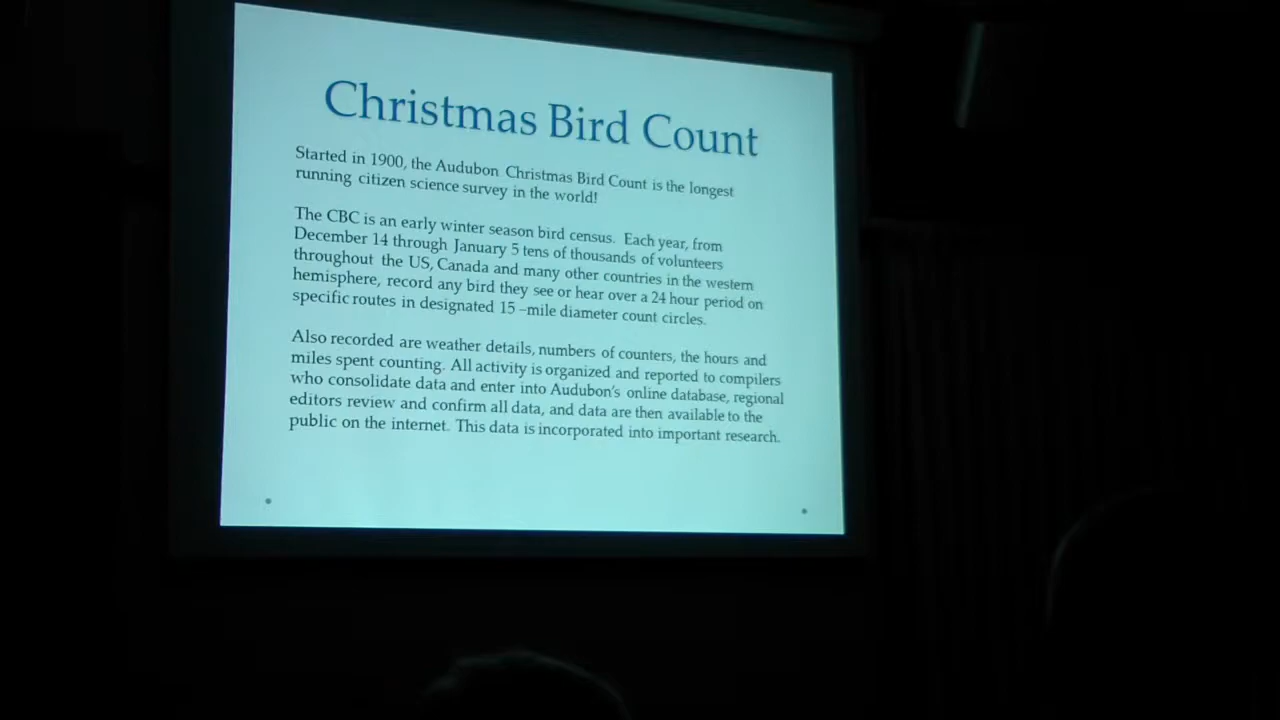 Christmas Bird Count
Started in 1900, the Audubon Christmas Bird Count is the longest
running citizen science survey in the world!
The CBC is an early winter season bird census. Each year, from
December 14 through January 5 tens of thousands of volunteers
throughout the US, Canada and many other countries in the western
hemisphere, record any bird they see or hear over a 24 hour period on
specific routes in designated 15 –mile diameter count circles.
Also recorded are weather details, numbers of counters, the hours and
miles spent counting. All activity is organized and reported to compilers
who consolidate data and enter into Audubon's online database, regional
editors review and confirm all data, and data are then available to the
public on the internet. This data is incorporated into important research.